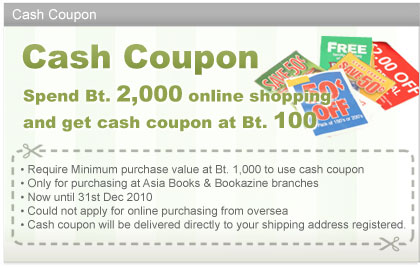 Cash Coupon
Cash Coupon
FREE
SAVE 50¢
50¢
OFF
Spend Bt. 2,000 online shopping
and get cash coupon at Bt. 100
• Require Minimum purchase value at Bt. 1,000 to use cash coupon
• Only for purchasing at Asia Books & Bookazine branches
• Now until 31st Dec 2010
• Could not apply for online purchasing from oversea
• Cash coupon will be delivered directly to your shipping address registered.